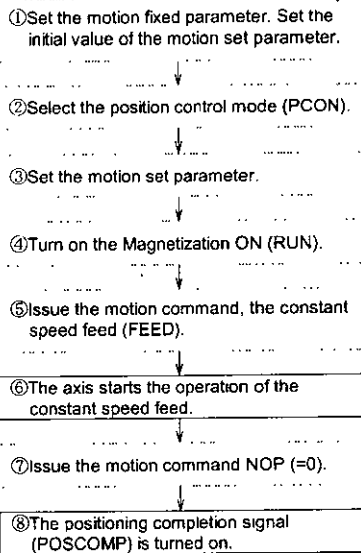 ①Set the motion fixed parameter. Set the
initial value of the motion set parameter.
②Select the position control mode (PCON).
③Set the motion set parameter.
④Turn on the Magnetization ON (RUN).
⑤Issue the motion command, the constant
speed feed (FEED).
⑥The axis starts the operation of the
constant speed feed.
⑦Issue the motion command NOP (=0).
⑧The positioning completion signal
(POSCOMP) is turned on.